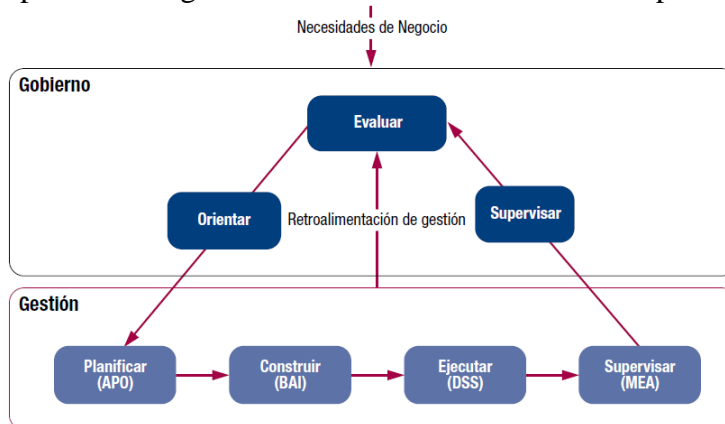 Necesidades de Negocio
Gobierno
Evaluar
Orientar
Retroalimentación de gestión
Supervisar
Gestión
Planificar
(APO)
Construir
(BAI)
Ejecutar
(DSS)
Supervisar
(MEA)